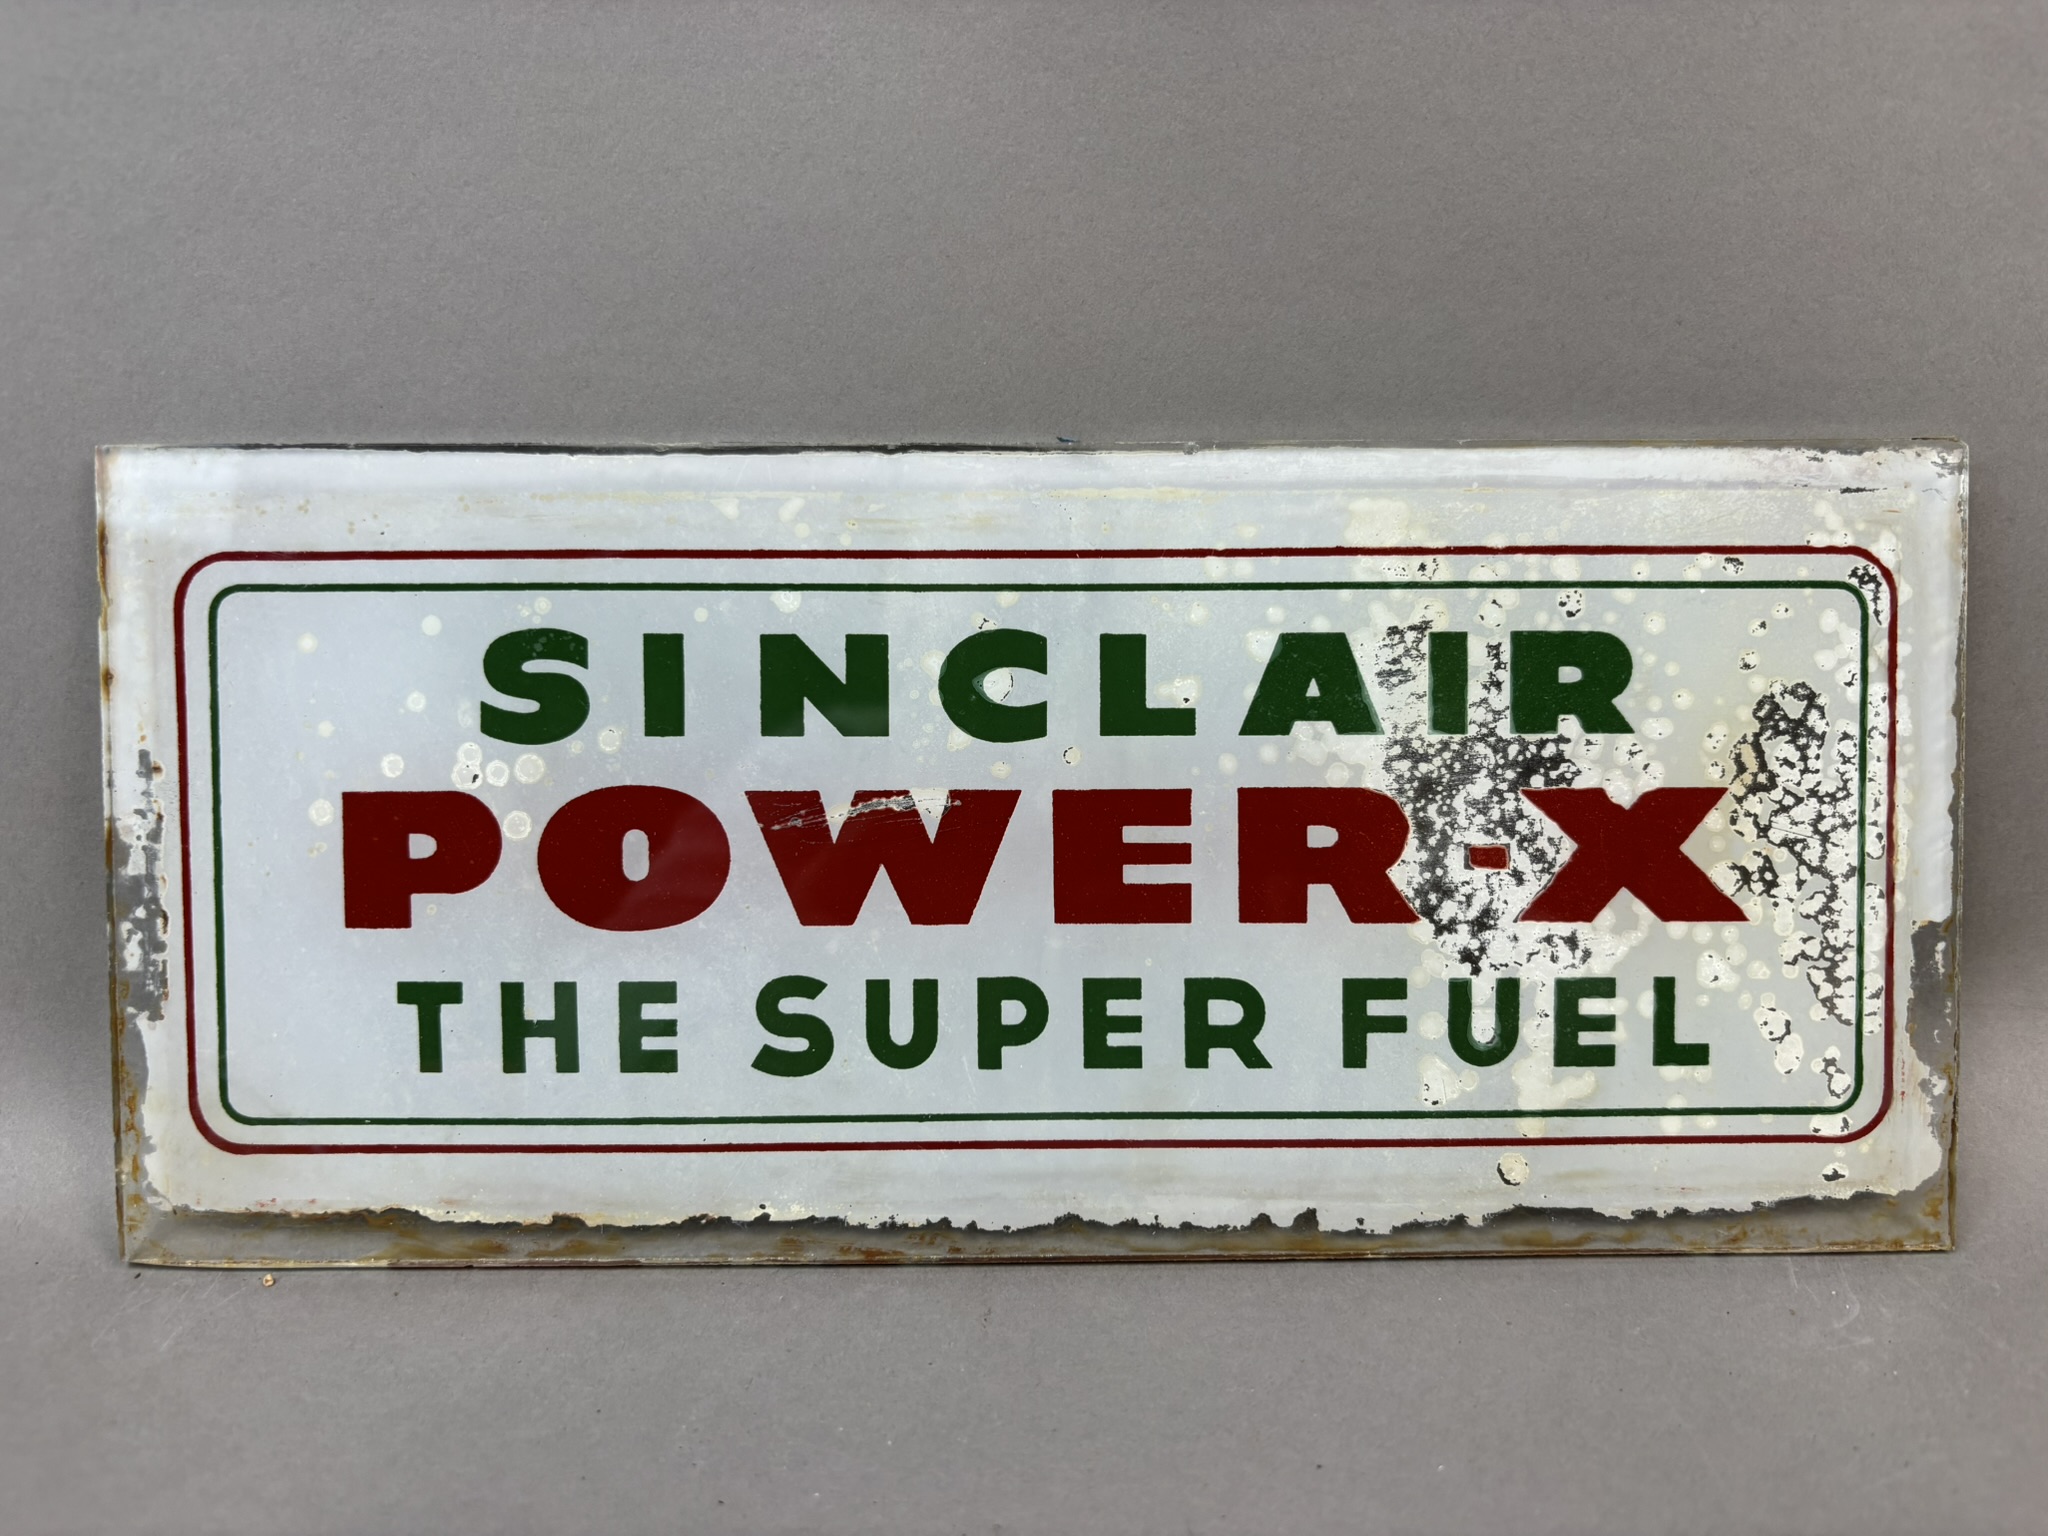 SINCLAIR
POWER-X
THE SUPER FUEL